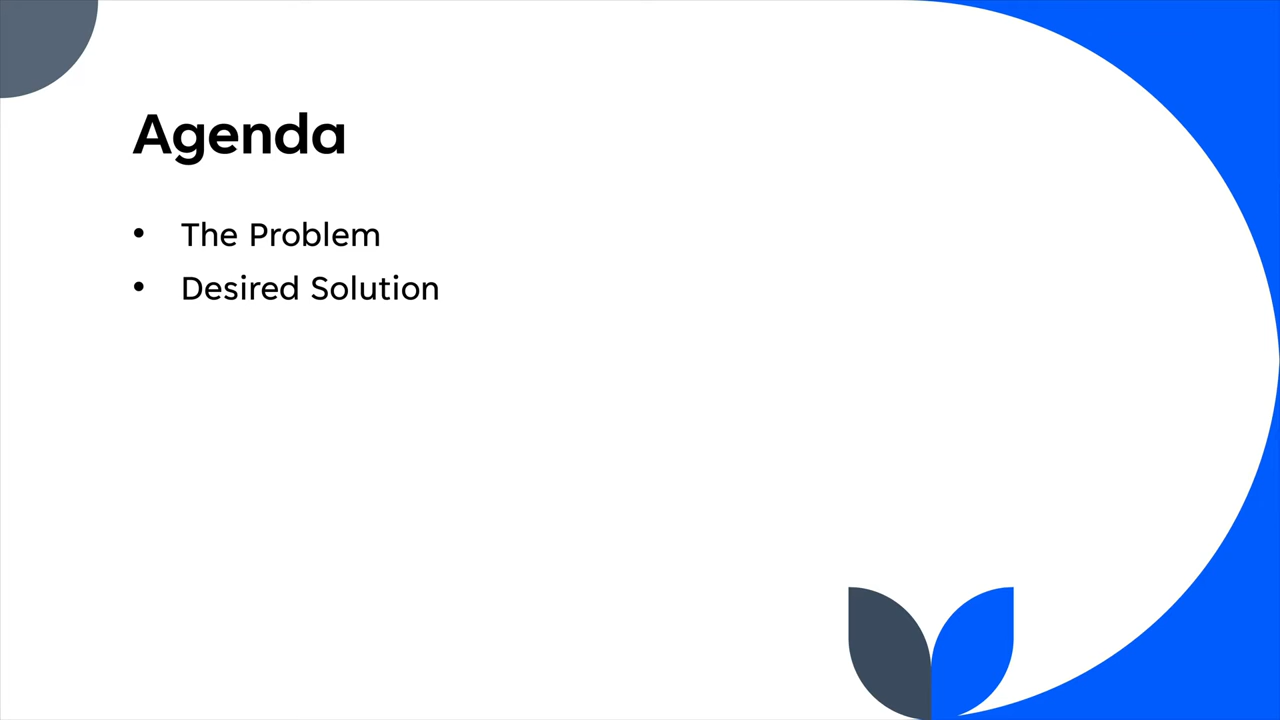 Agenda
• The Problem
• Desired Solution